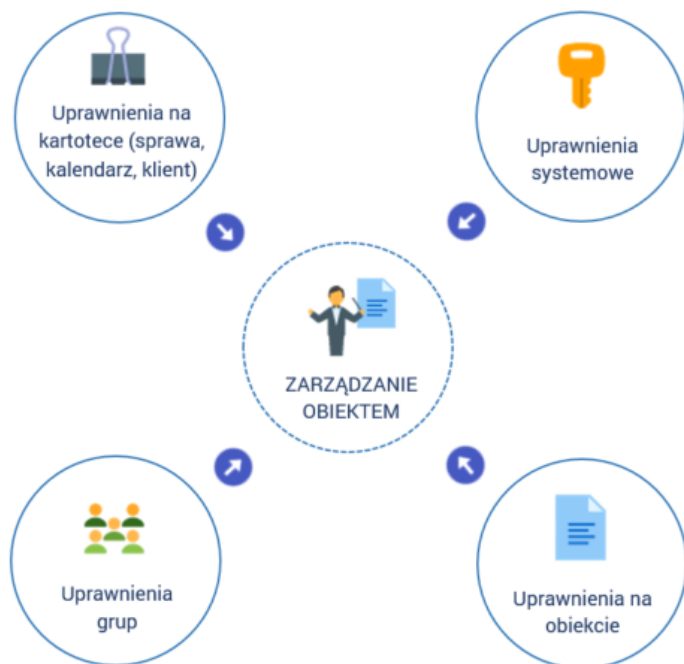 Uprawnienia na
kartotece (sprawa,
kalendarz, klient)
Uprawnienia
systemowe
ZARZĄDZANIE
OBIEKTEM
Uprawnienia
grup
Uprawnienia na
obiekcie